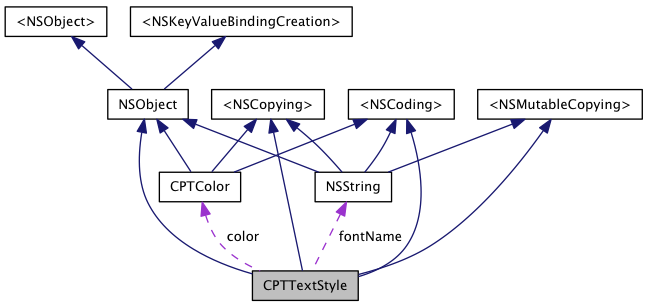 <NSObject>
<NSKeyValueBindingCreation>
NSObject
<NSCopying>
<NSCoding>
<NSMutableCopying>
CPTColor
NSString
color
fontName
CPTTextStyle